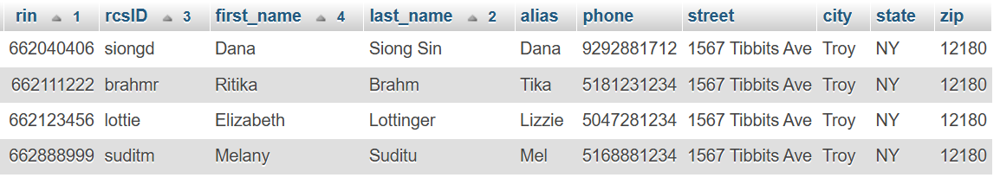 rin 1 rcsID 3 first_name 4 last_name 2 alias phone street city state zip
662040406 siongd Dana Siong Sin Dana 9292881712 1567 Tibbits Ave Troy NY 12180
662111222 brahmr Ritika Brahm Tika 5181231234 1567 Tibbits Ave Troy NY 12180
662123456 lottie Elizabeth Lottinger Lizzie 5047281234 1567 Tibbits Ave Troy NY 12180
662888999 suditm Melany Suditu Mel 5168881234 1567 Tibbits Ave Troy NY 12180